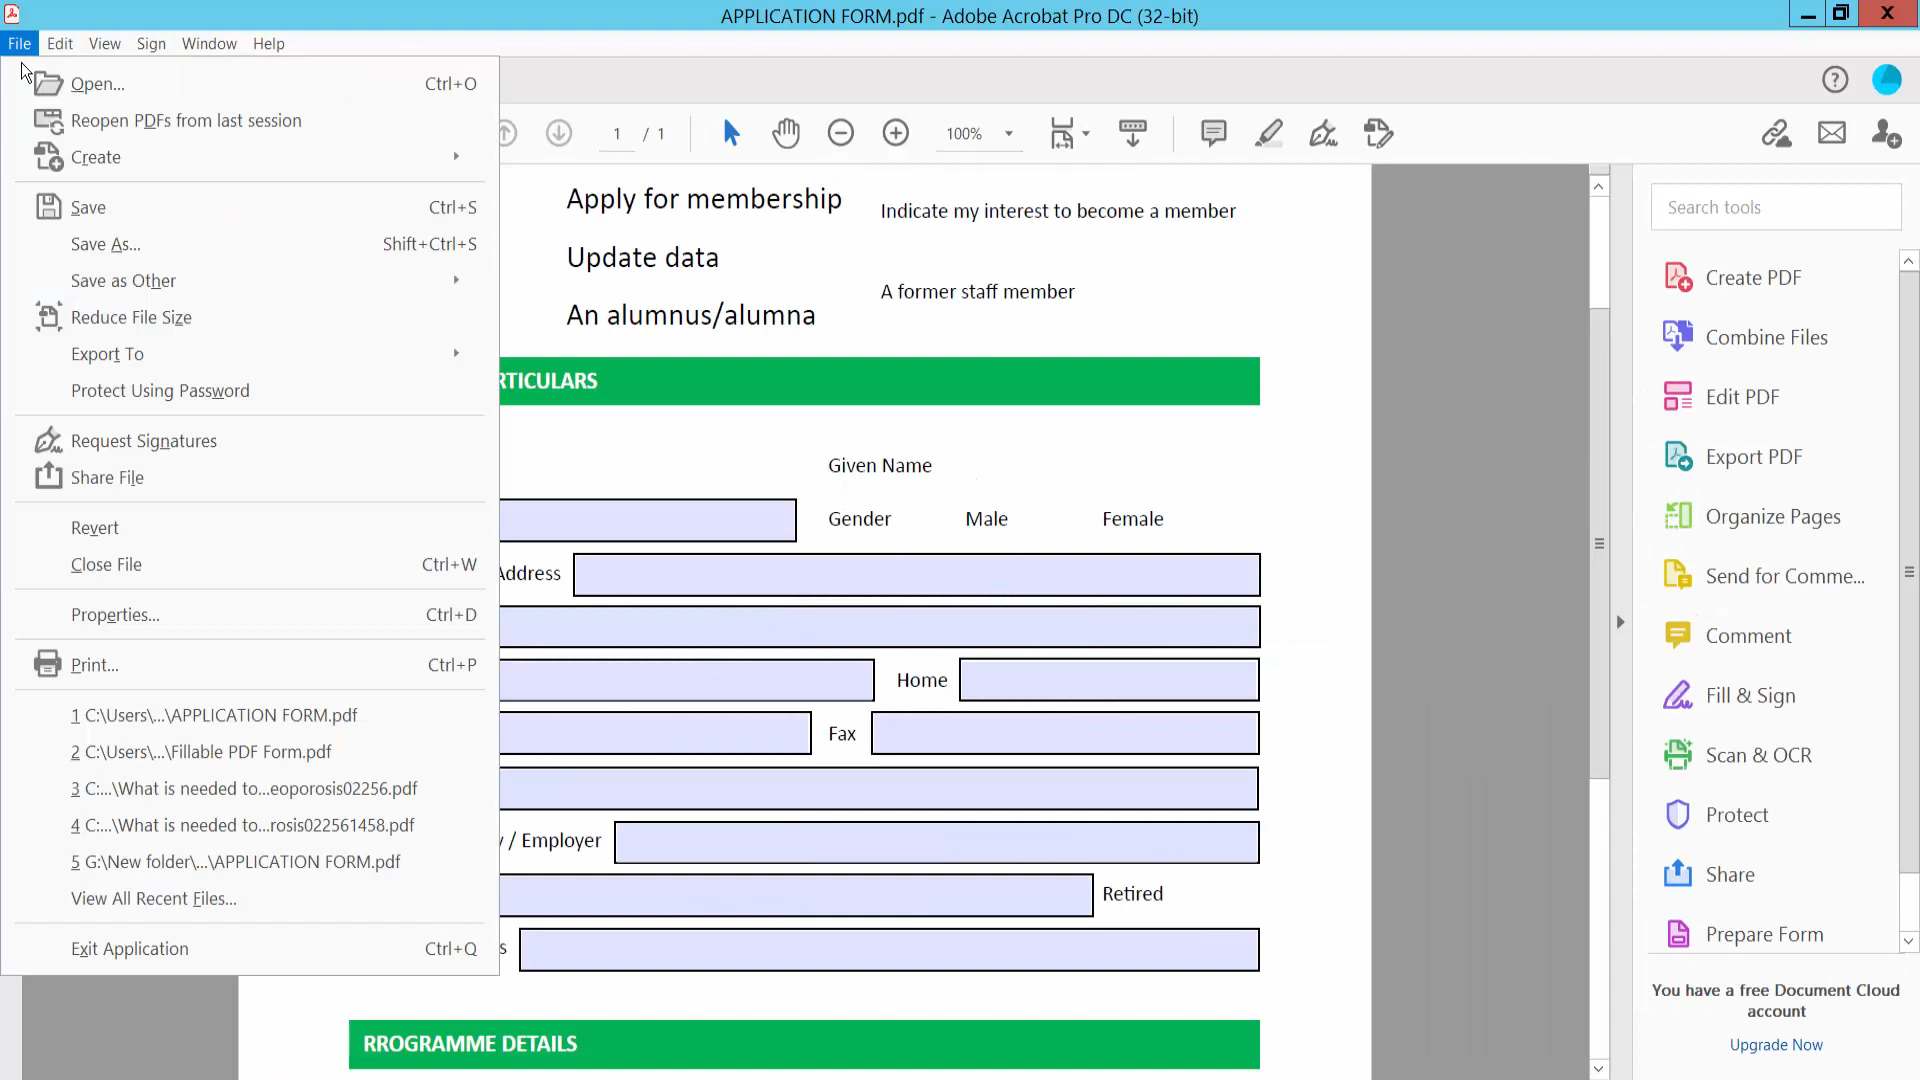 APPLICATION FORM.pdf - Adobe Acrobat Pro DC (32-bit)
File Edit View Sign Window Help
Open... Ctrl+O
Reopen PDFs from last session
Create
Save Ctrl+S
Save As... Shift+Ctrl+S
Save as Other
Reduce File Size
Export To
Protect Using Password
Request Signatures
Share File
Revert
Close File Ctrl+W
Properties... Ctrl+D
Print... Ctrl+P
1 C:\Users\...\APPLICATION FORM.pdf
2 C:\Users\...\Fillable PDF Form.pdf
3 C:...\What is needed to...eoporosis02256.pdf
4 C:...\What is needed to...rosis022561458.pdf
5 G:\New folder\...\APPLICATION FORM.pdf
View All Recent Files...
Exit Application Ctrl+Q
1 / 1 100%
Apply for membership
Indicate my interest to become a member
Update data
A former staff member
An alumnus/alumna
RTICULARS
Given Name
Gender Male Female
Address
Home
Fax
/ Employer
Retired
s
RROGRAMME DETAILS
Search tools
Create PDF
Combine Files
Edit PDF
Export PDF
Organize Pages
Send for Comme...
Comment
Fill & Sign
Scan & OCR
Protect
Share
Prepare Form
You have a free Document Cloud
account
Upgrade Now